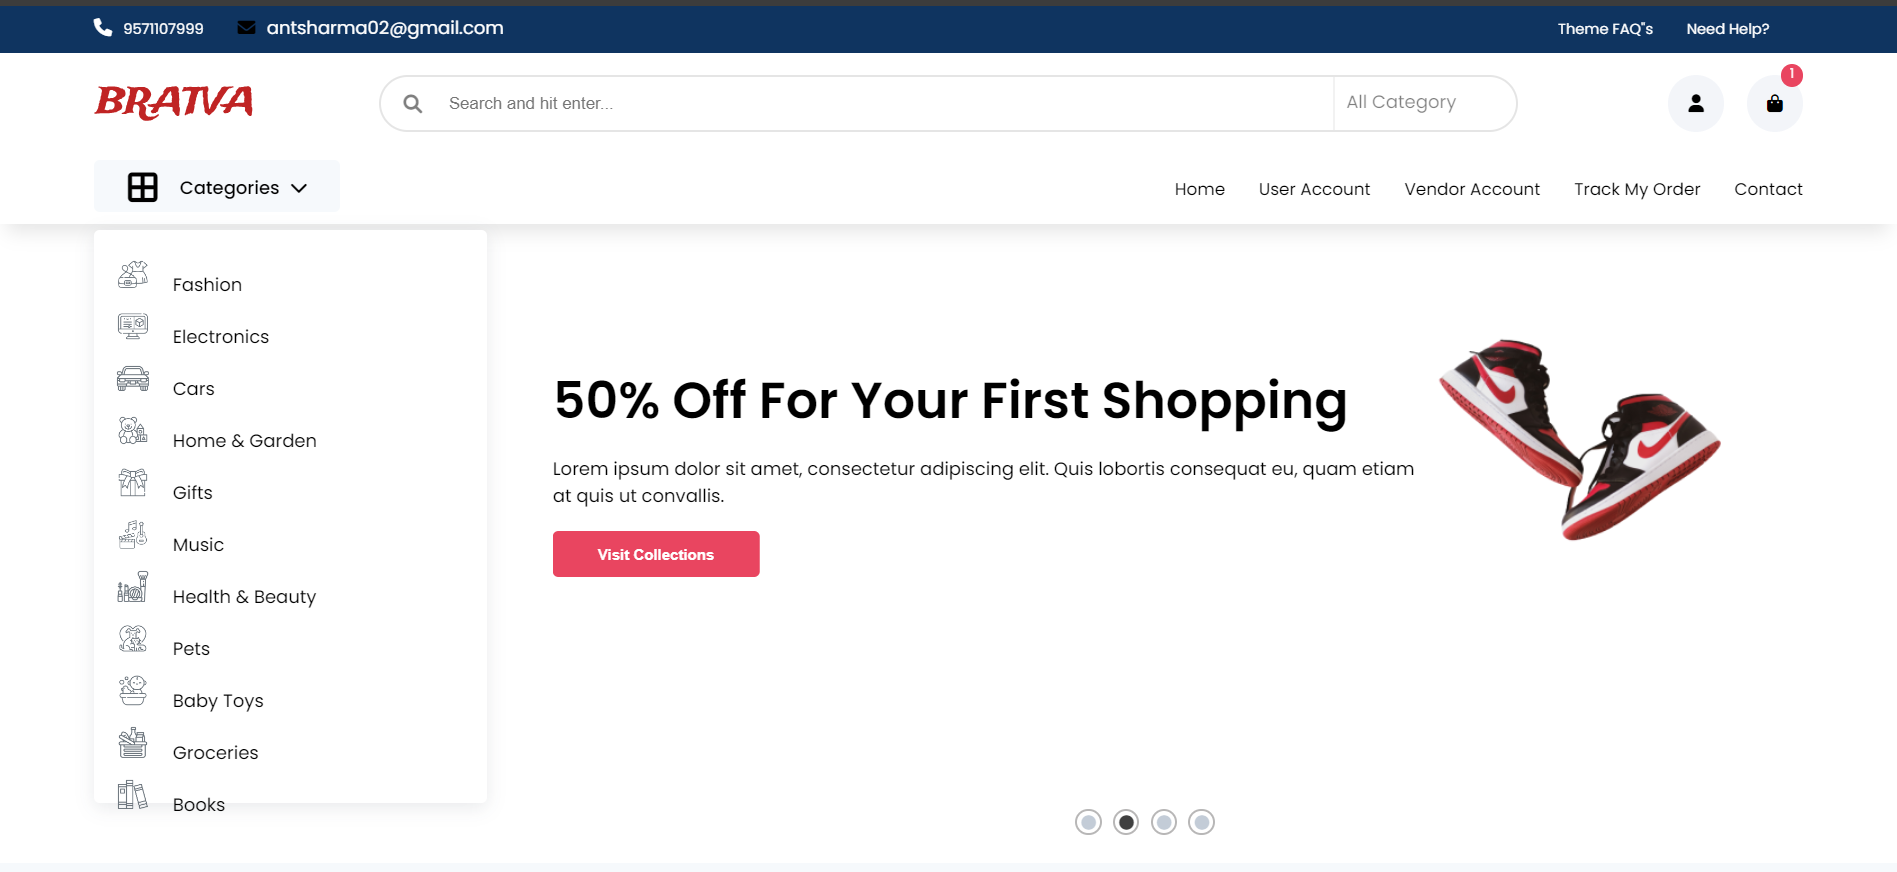 9571107999 antsharma02@gmail.com Theme FAQ"s Need Help?
BRATVA Search and hit enter... All Category 1
Categories Home User Account Vendor Account Track My Order Contact
Fashion
Electronics
Cars
Home & Garden
Gifts
Music
Health & Beauty
Pets
Baby Toys
Groceries
Books
50% Off For Your First Shopping
Lorem ipsum dolor sit amet, consectetur adipiscing elit. Quis lobortis consequat eu, quam etiam
at quis ut convallis.
Visit Collections